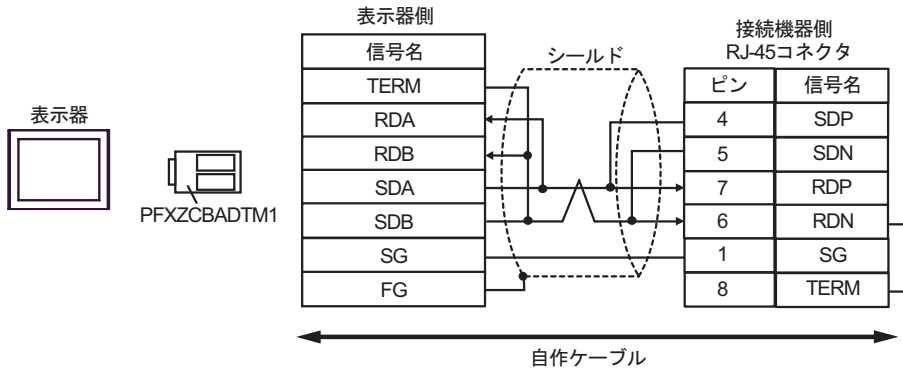 表示器側
接続機器側
RJ-45コネクタ
信号名
シールド
ピン 信号名
TERM
表示器
RDA
4 SDP
RDB
5 SDN
SDA
7 RDP
PFXZCBADTM1
SDB
6 RDN
SG
1 SG
FG
8 TERM
自作ケーブル